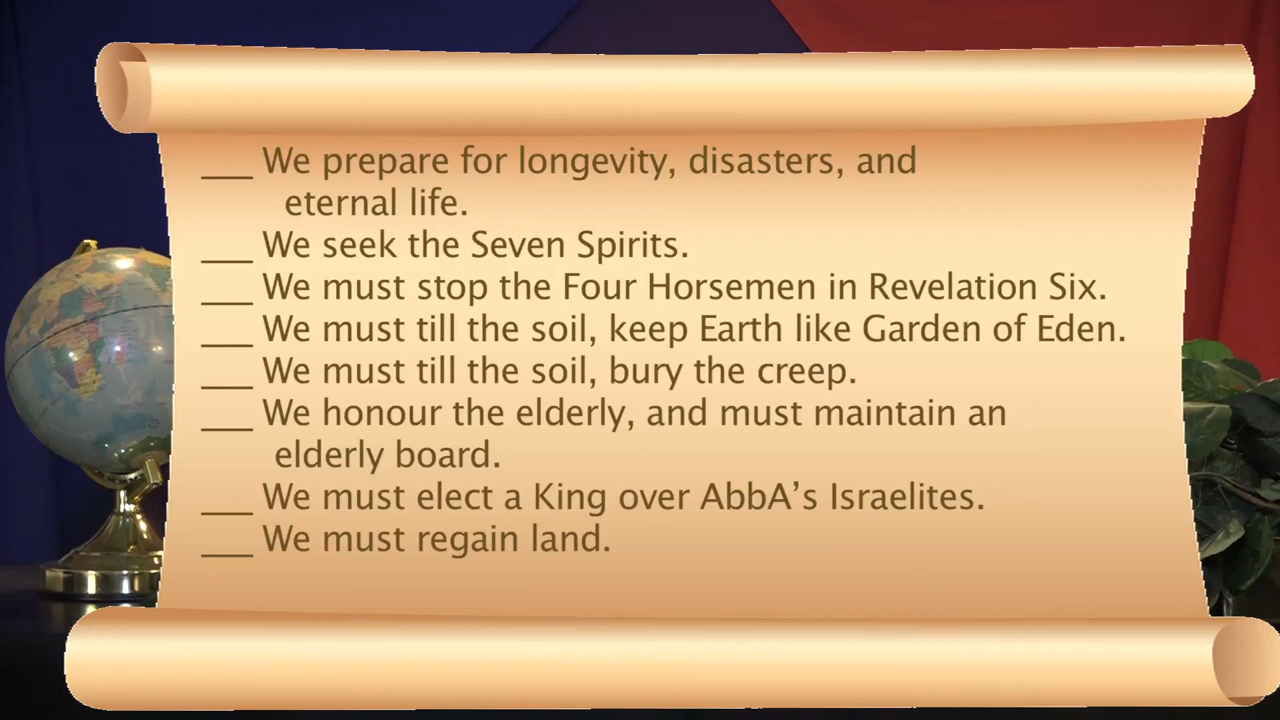 ___ We prepare for longevity, disasters, and
eternal life.
___ We seek the Seven Spirits.
___ We must stop the Four Horsemen in Revelation Six.
___ We must till the soil, keep Earth like Garden of Eden.
___ We must till the soil, bury the creep.
___ We honour the elderly, and must maintain an
elderly board.
___ We must elect a King over AbbA’s Israelites.
___ We must regain land.